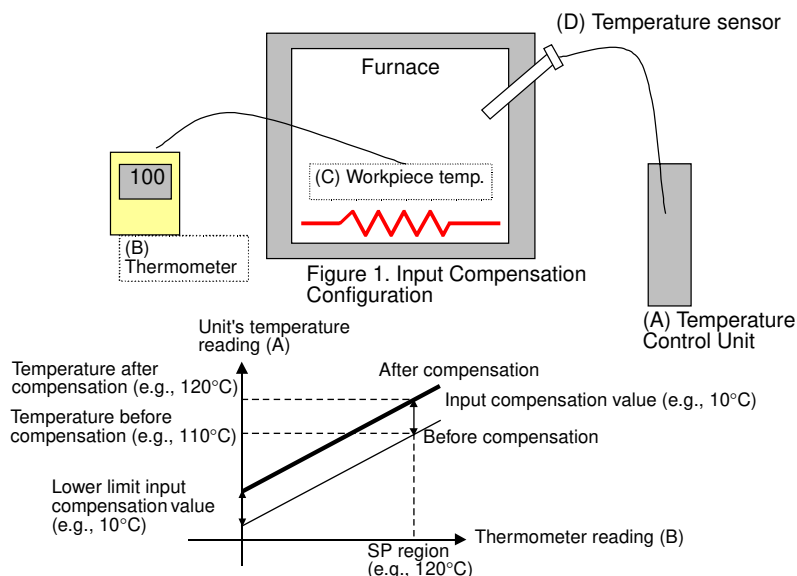 (D) Temperature sensor
Furnace
100
(C) Workpiece temp.
(B)
Thermometer
Figure 1. Input Compensation
Configuration
(A) Temperature
Control Unit
Unit's temperature
reading (A)
Temperature after
compensation (e.g., 120°C)
After compensation
Input compensation value (e.g., 10°C)
Temperature before
compensation (e.g., 110°C)
Before compensation
Lower limit input
compensation value
(e.g., 10°C)
Thermometer reading (B)
SP region
(e.g., 120°C)